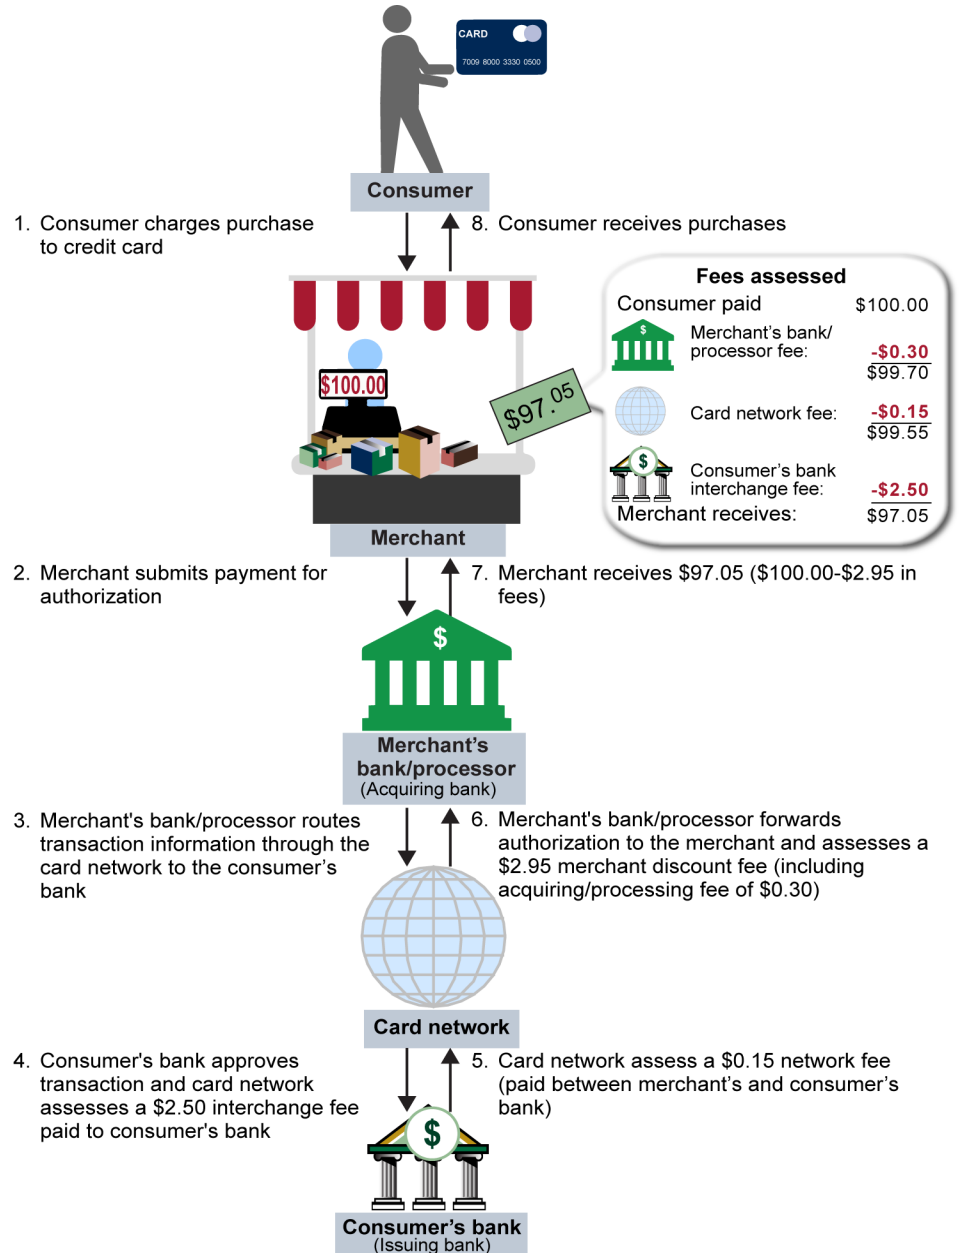 CARD
7009 8000 3330 0500
Consumer
1. Consumer charges purchase
to credit card
8. Consumer receives purchases
Fees assessed
Consumer paid $100.00
$
Merchant's bank/
processor fee: -$0.30
$99.70
Card network fee: -$0.15
$99.55
$
Consumer's bank
interchange fee: -$2.50
Merchant receives: $97.05
$100.00
$97.05
Merchant
2. Merchant submits payment for
authorization
7. Merchant receives $97.05 ($100.00-$2.95 in
fees)
$
Merchant's
bank/processor
(Acquiring bank)
3. Merchant's bank/processor routes
transaction information through the
card network to the consumer's
bank
6. Merchant's bank/processor forwards
authorization to the merchant and assesses a
$2.95 merchant discount fee (including
acquiring/processing fee of $0.30)
Card network
4. Consumer's bank approves
transaction and card network
assesses a $2.50 interchange fee
paid to consumer's bank
5. Card network assess a $0.15 network fee
(paid between merchant's and consumer's
bank)
$
Consumer's bank
(Issuing bank)